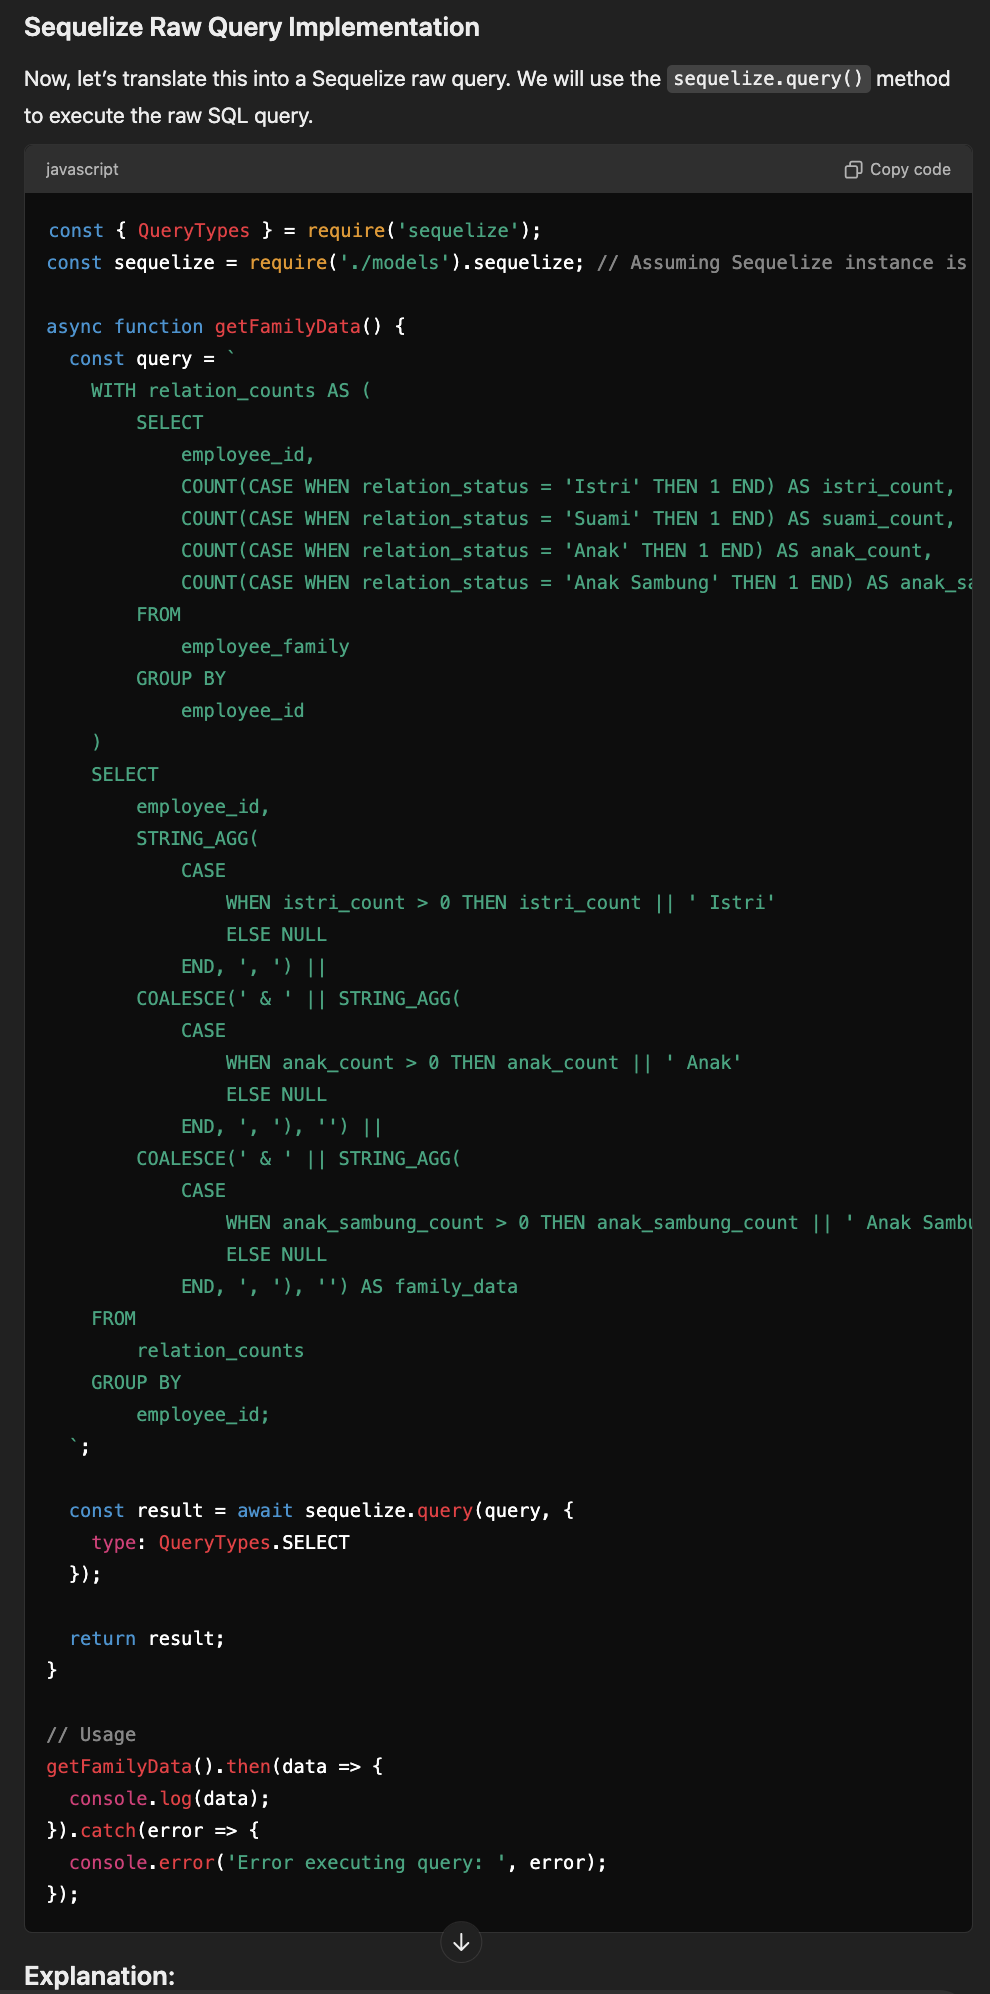 Sequelize Raw Query Implementation
Now, let’s translate this into a Sequelize raw query. We will use the sequelize.query() method
to execute the raw SQL query.
javascript
Copy code
const { QueryTypes } = require('sequelize');
const sequelize = require('./models').sequelize; // Assuming Sequelize instance is
async function getFamilyData() {
const query = `
WITH relation_counts AS (
SELECT
employee_id,
COUNT(CASE WHEN relation_status = 'Istri' THEN 1 END) AS istri_count,
COUNT(CASE WHEN relation_status = 'Suami' THEN 1 END) AS suami_count,
COUNT(CASE WHEN relation_status = 'Anak' THEN 1 END) AS anak_count,
COUNT(CASE WHEN relation_status = 'Anak Sambung' THEN 1 END) AS anak_sa
FROM
employee_family
GROUP BY
employee_id
)
SELECT
employee_id,
STRING_AGG(
CASE
WHEN istri_count > 0 THEN istri_count || ' Istri'
ELSE NULL
END, ', ') ||
COALESCE(' & ' || STRING_AGG(
CASE
WHEN anak_count > 0 THEN anak_count || ' Anak'
ELSE NULL
END, ', '), '') ||
COALESCE(' & ' || STRING_AGG(
CASE
WHEN anak_sambung_count > 0 THEN anak_sambung_count || ' Anak Sambu
ELSE NULL
END, ', '), '') AS family_data
FROM
relation_counts
GROUP BY
employee_id;
`;
const result = await sequelize.query(query, {
type: QueryTypes.SELECT
});
return result;
}
// Usage
getFamilyData().then(data => {
console.log(data);
}).catch(error => {
console.error('Error executing query: ', error);
});
Explanation: